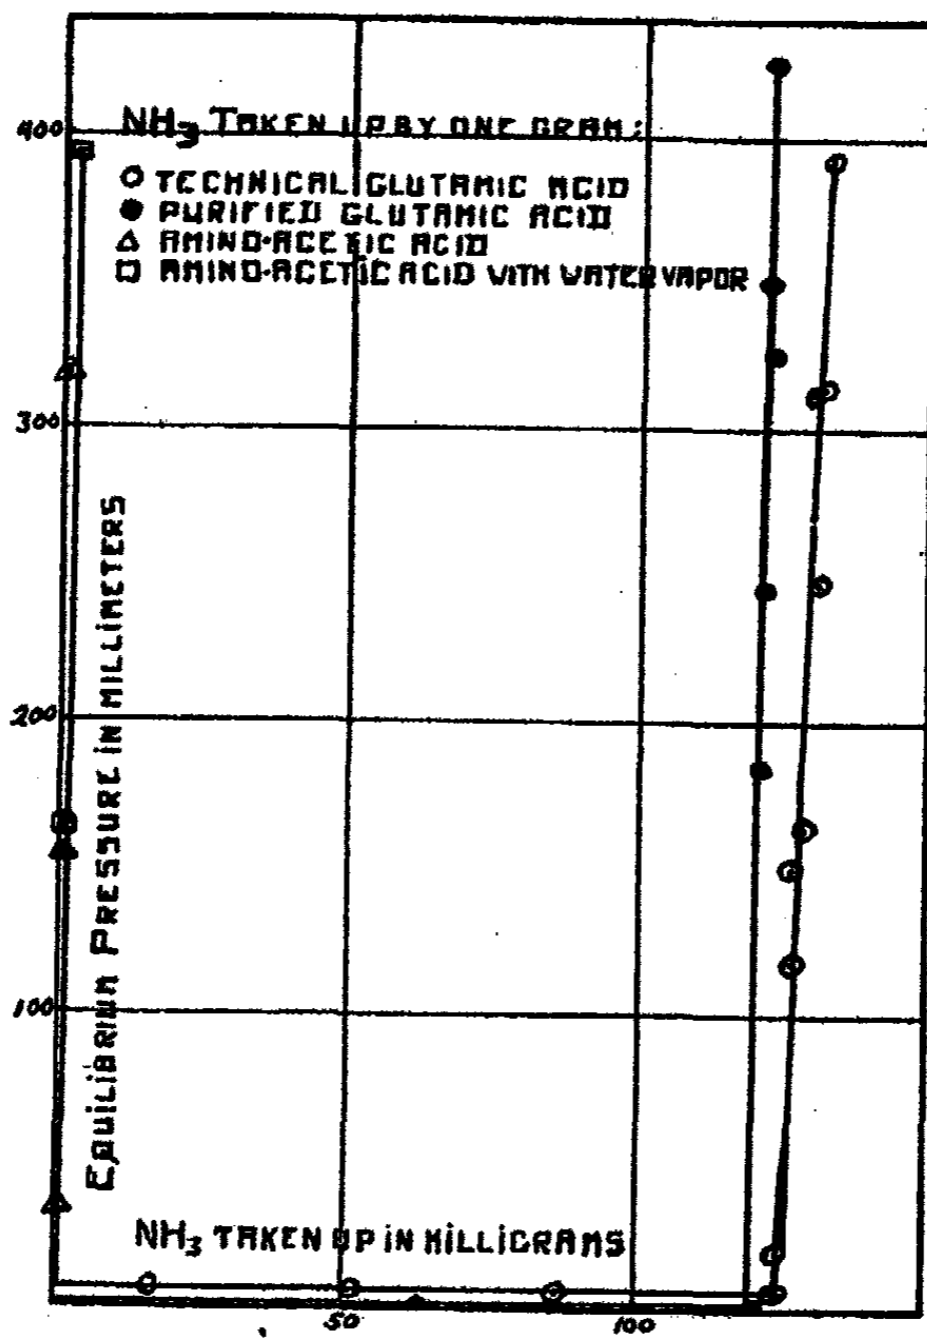 400
NH₃ TAKEN UP BY ONE GRAM:
TECHNICAL GLUTAMIC ACID
PURIFIED GLUTAMIC ACID
AMINO-ACETIC ACID
AMINO-ACETIC ACID WITH WATER VAPOR
300
EQUILIBRIUM PRESSURE IN MILLIMETERS
200
100
NH₃ TAKEN UP IN MILLIGRAMS
50 100